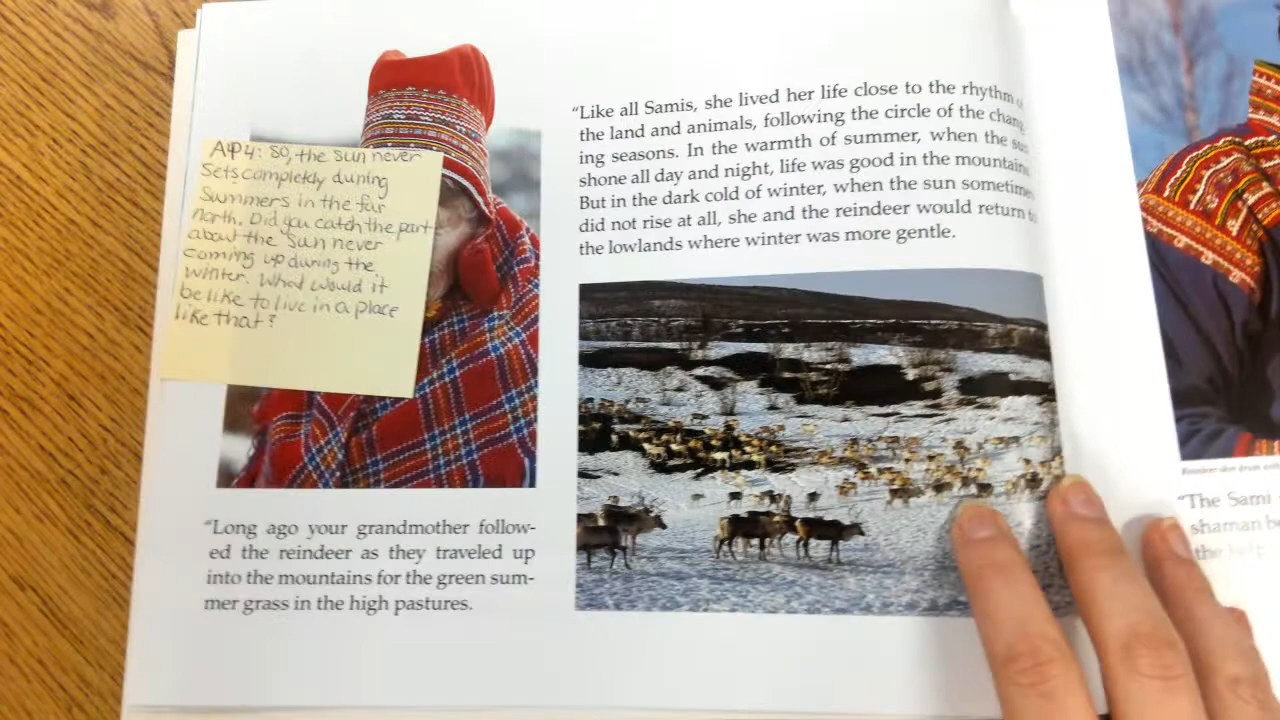 AP4: So, the sun never
Sets completly during
Summers in the far
north. Did you catch the part
about the sun never
coming up during the
winter. What would it
be like to live in a place
like that?
“Long ago your grandmother follow-
ed the reindeer as they traveled up
into the mountains for the green sum-
mer grass in the high pastures.
“Like all Samis, she lived her life close to the rhythm
the land and animals, following the circle of the chang
ing seasons. In the warmth of summer, when the sun
shone all day and night, life was good in the mountains
But in the dark cold of winter, when the sun sometimes
did not rise at all, she and the reindeer would return
the lowlands where winter was more gentle.
Reindeer skin drum
“The Sami
shaman
the help